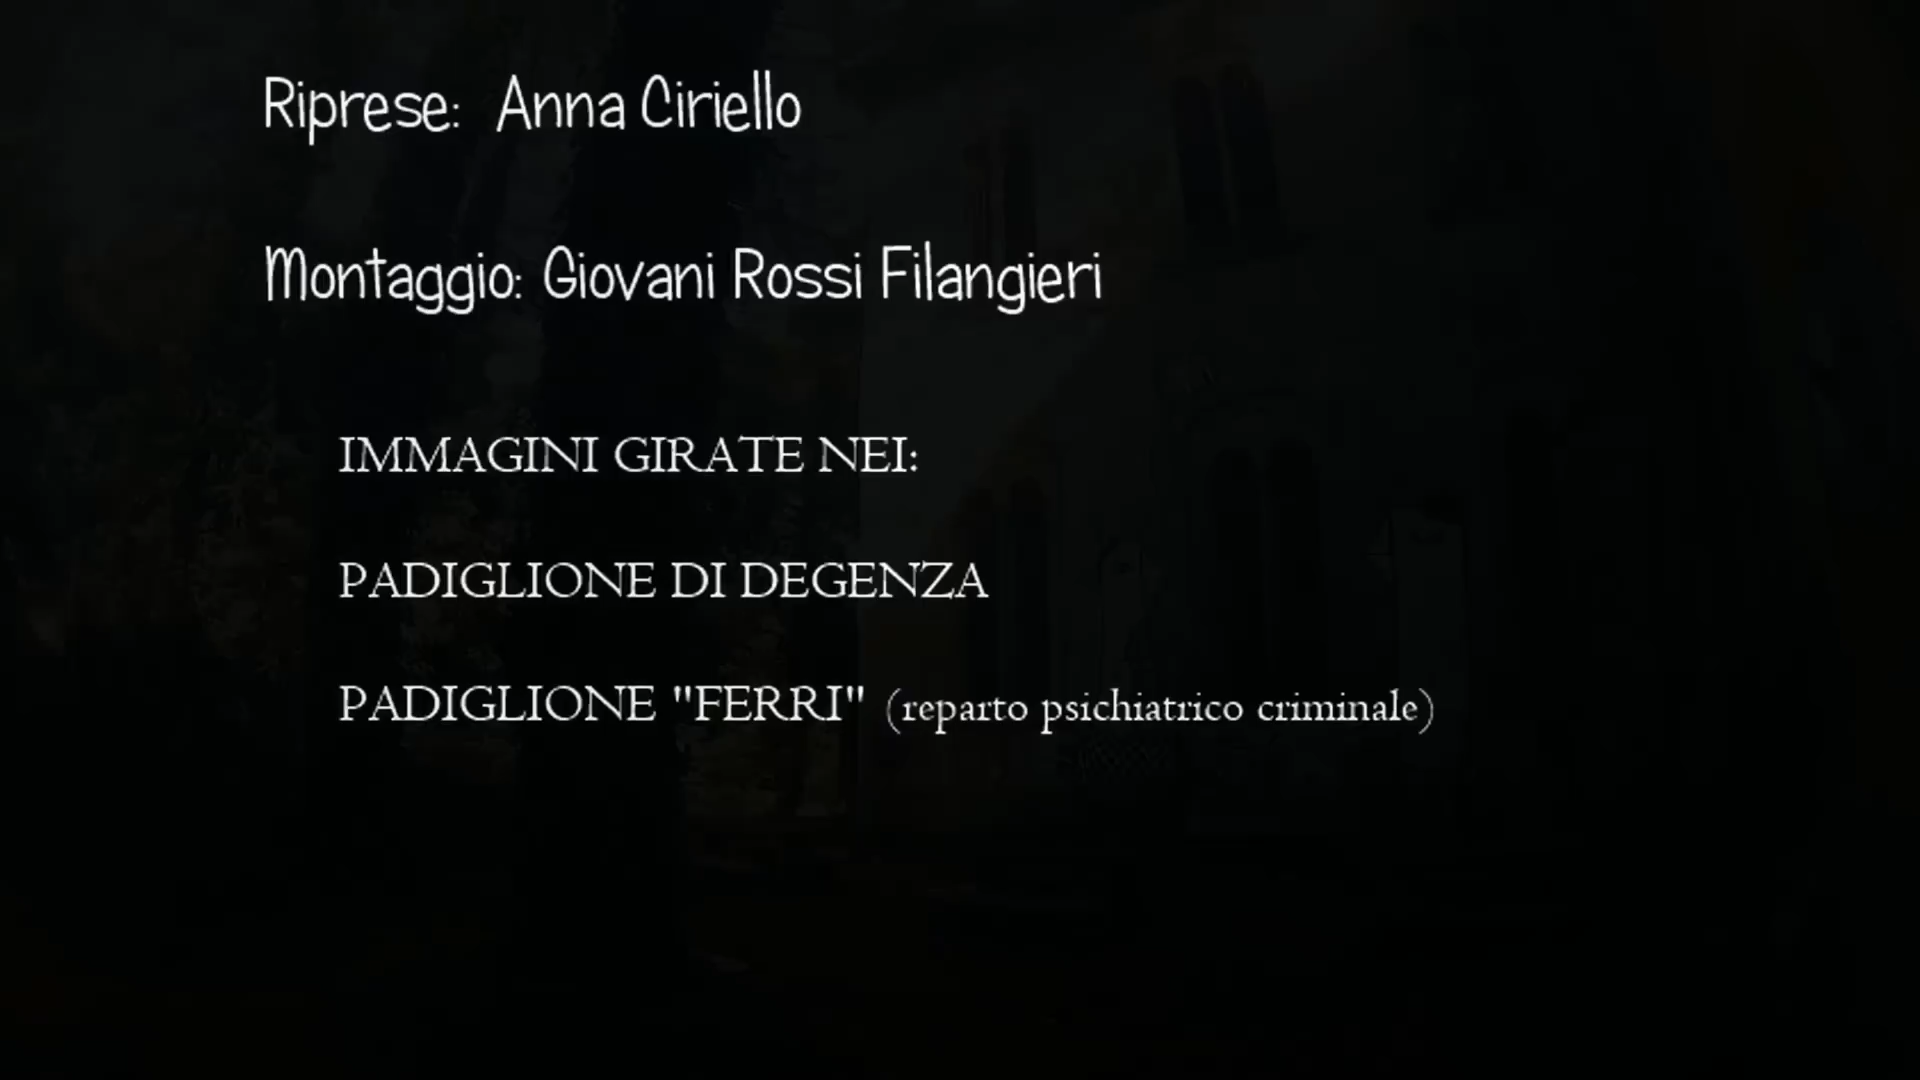 Riprese: Anna Ciriello
Montaggio: Giovani Rossi Filangieri
IMMAGINI GIRATE NEI:
PADIGLIONE DI DEGENZA
PADIGLIONE "FERRI" (reparto psichiatrico criminale)